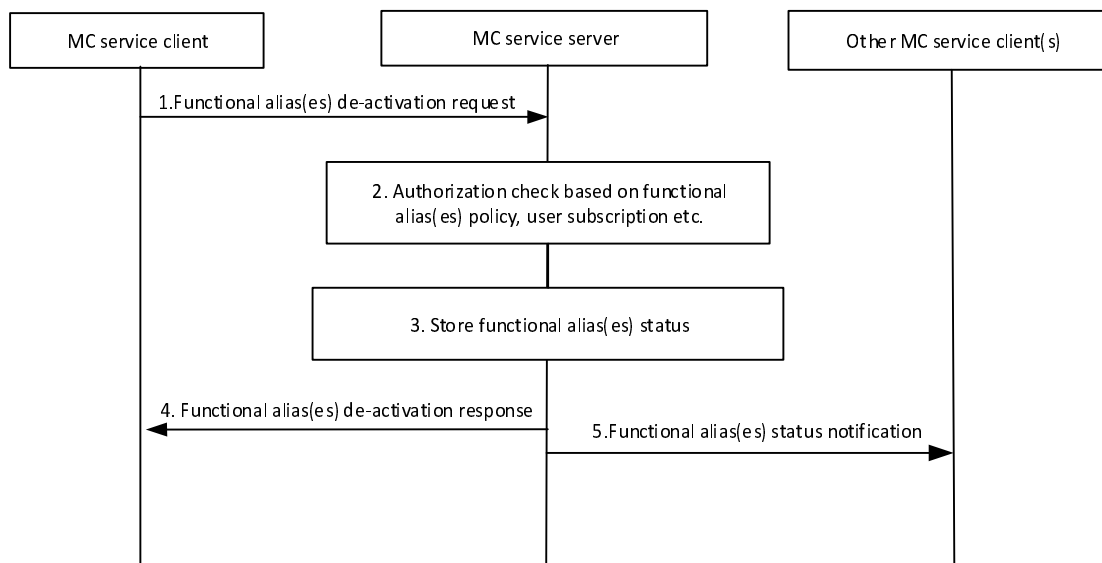 MC service client
MC service server
Other MC service client(s)
1.Functional alias(es) de-activation request
2. Authorization check based on functional
alias(es) policy, user subscription etc.
3. Store functional alias(es) status
4. Functional alias(es) de-activation response
5.Functional alias(es) status notification